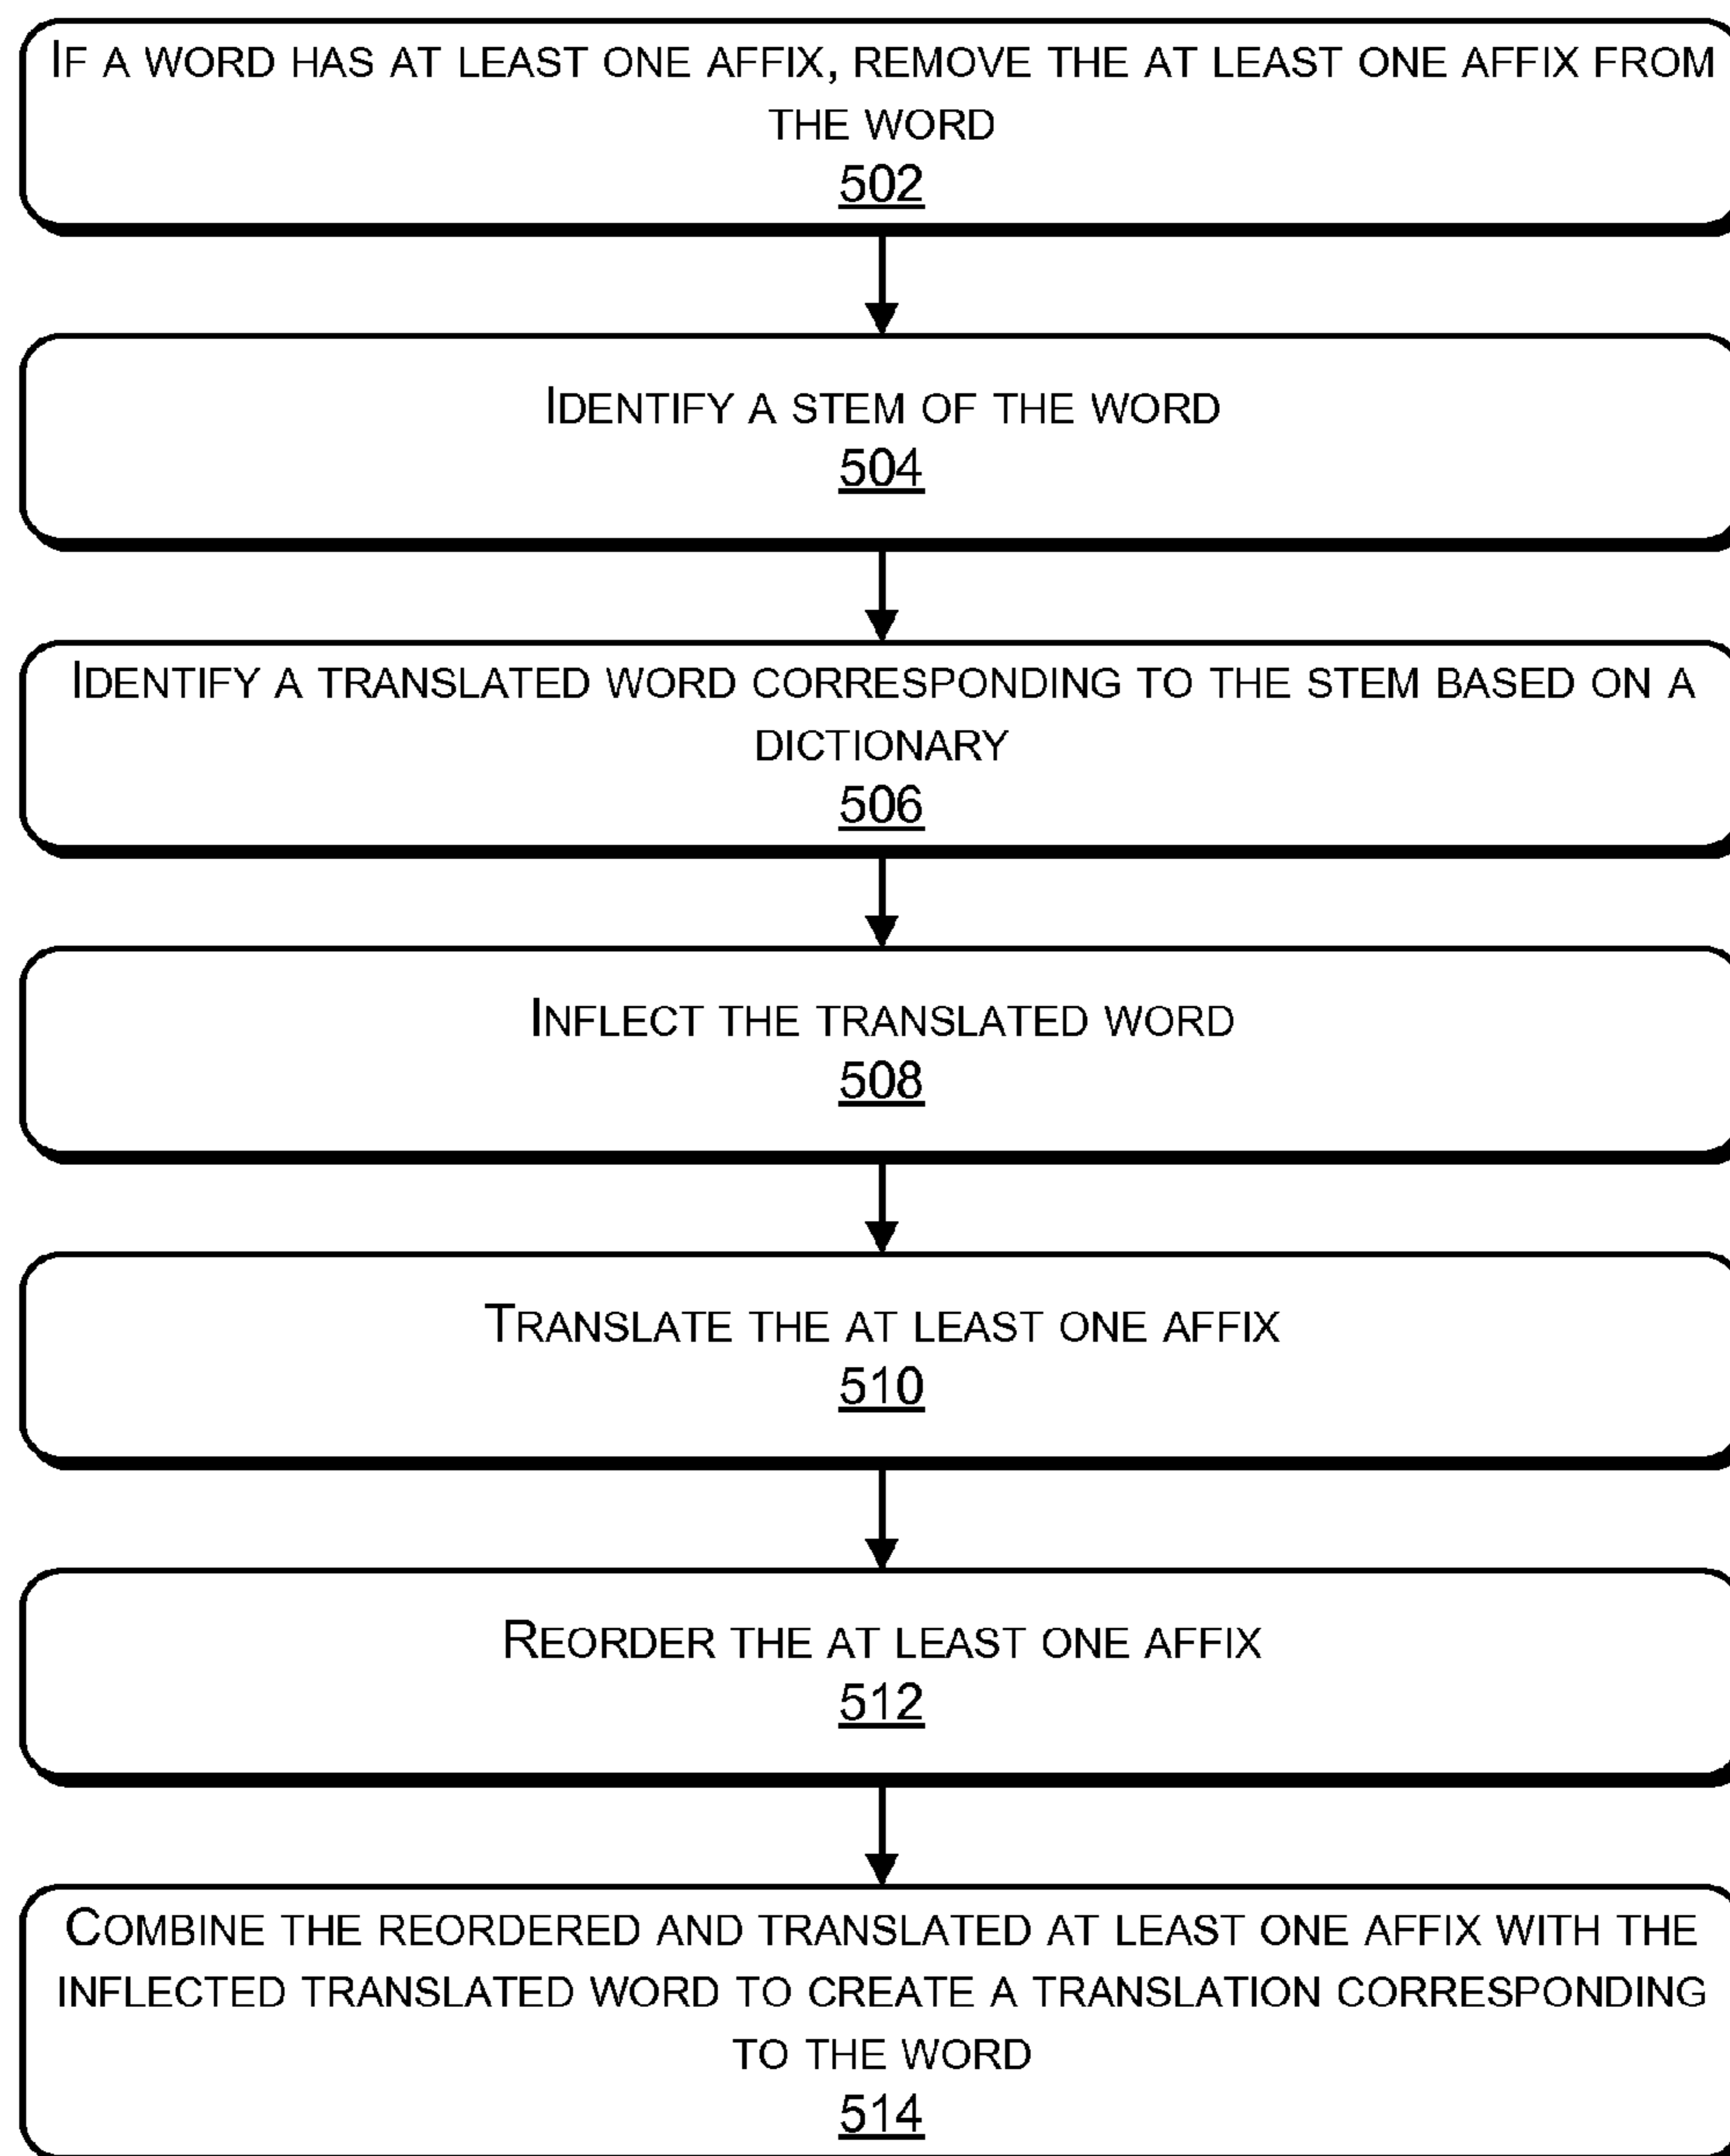 IF A WORD HAS AT LEAST ONE AFFIX, REMOVE THE AT LEAST ONE AFFIX FROM
THE WORD
502
IDENTIFY A STEM OF THE WORD
504
IDENTIFY A TRANSLATED WORD CORRESPONDING TO THE STEM BASED ON A
DICTIONARY
506
INFLECT THE TRANSLATED WORD
508
TRANSLATE THE AT LEAST ONE AFFIX
510
REORDER THE AT LEAST ONE AFFIX
512
COMBINE THE REORDERED AND TRANSLATED AT LEAST ONE AFFIX WITH THE
INFLECTED TRANSLATED WORD TO CREATE A TRANSLATION CORRESPONDING
TO THE WORD
514